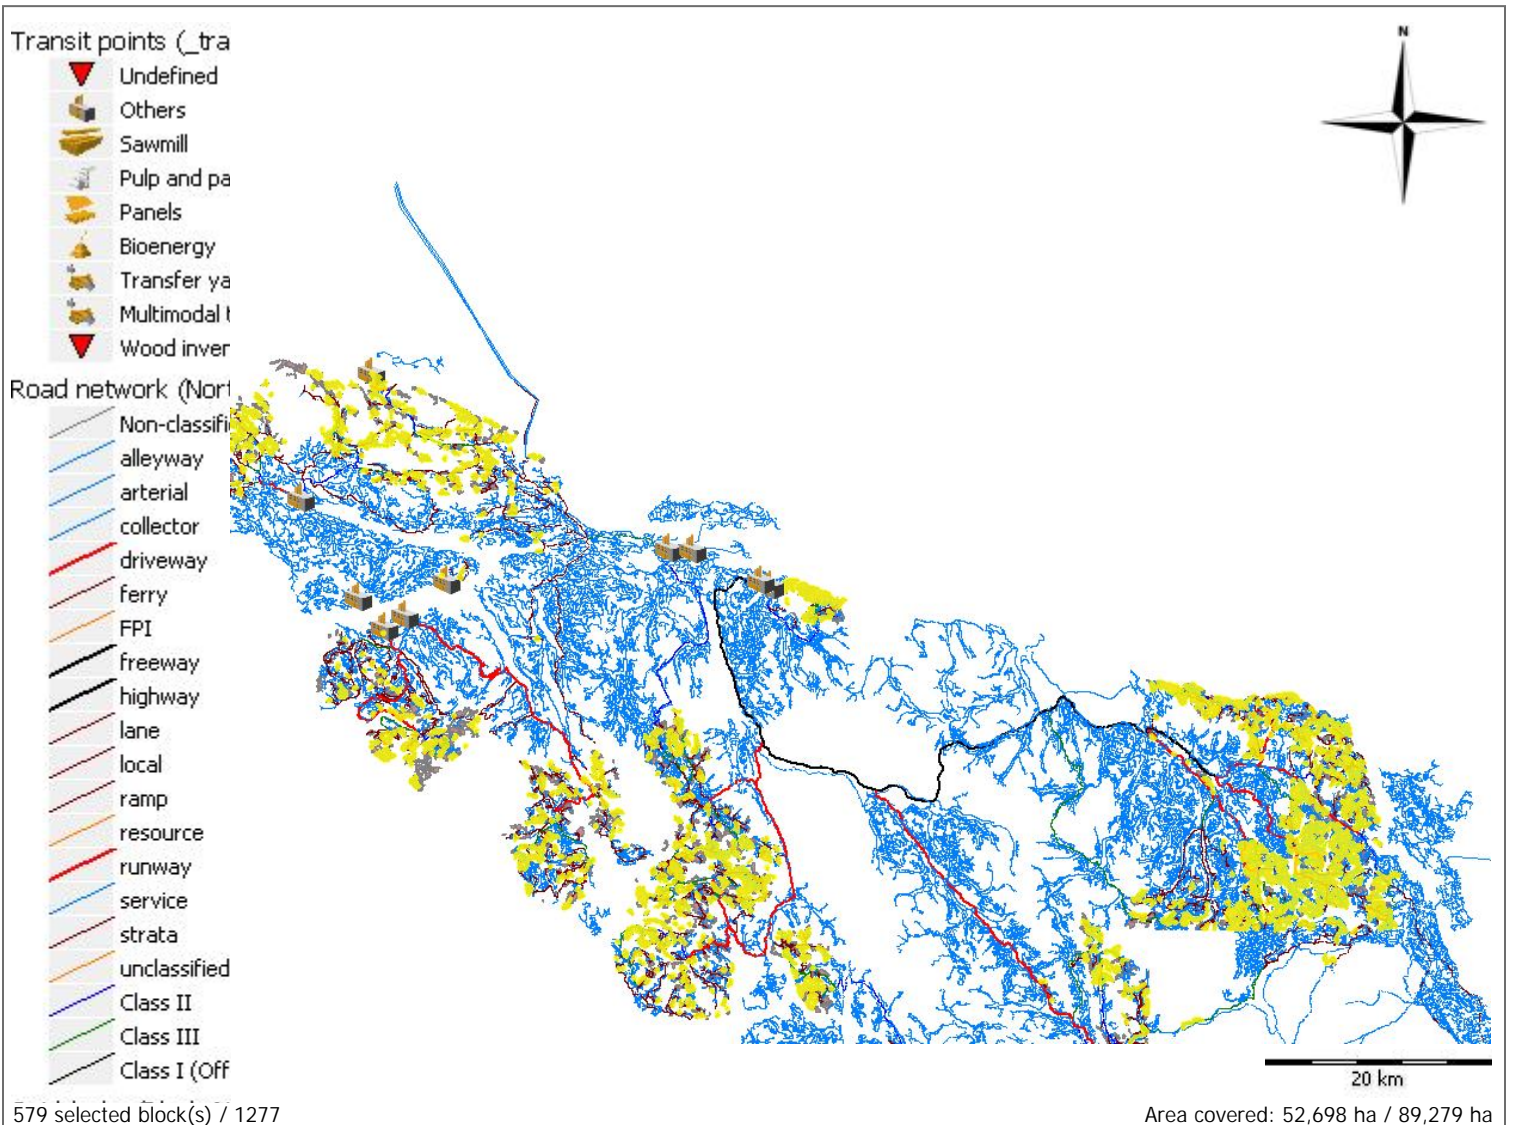 Transit points (_tra
Undefined
Others
Sawmill
Pulp and pa
Panels
Bioenergy
Transfer ya
Multimodal t
Wood inver
Road network (Nort
Non-classifi
alleyway
arterial
collector
driveway
ferry
FPI
freeway
highway
lane
local
ramp
resource
runway
service
strata
unclassified
Class II
Class III
Class I (Off
N
20 km
579 selected block(s) / 1277
Area covered: 52,698 ha / 89,279 ha